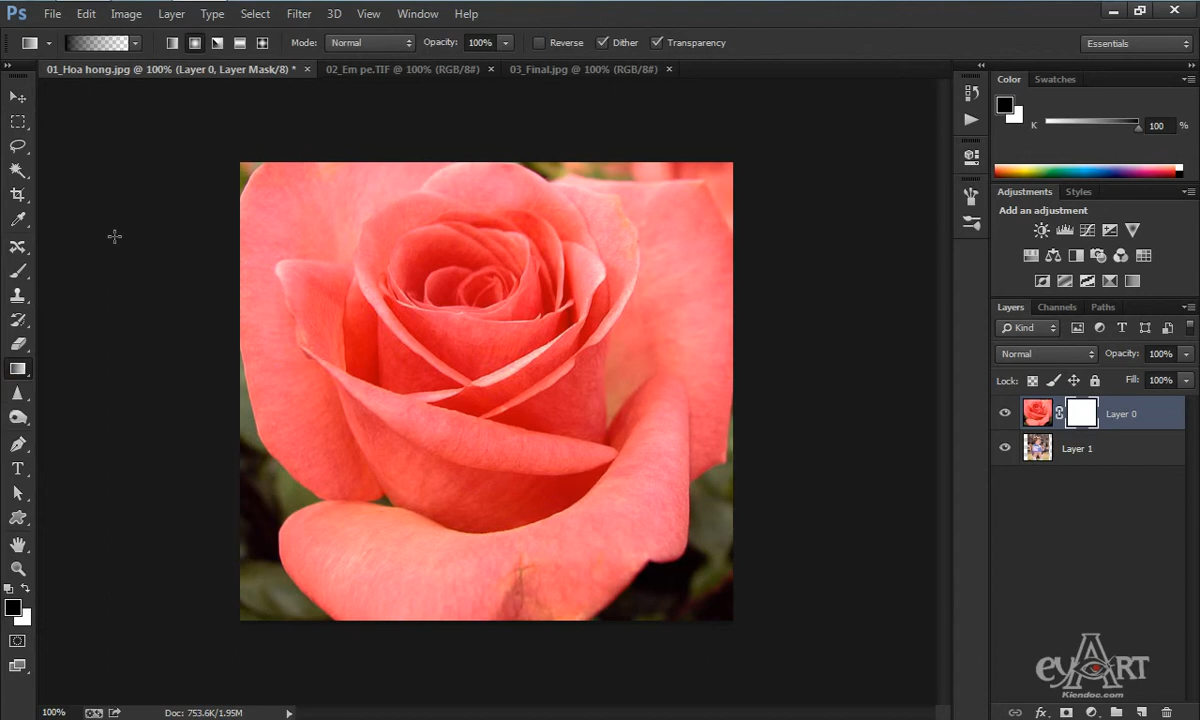 Ps File Edit Image Layer Type Select Filter 3D View Window Help
Mode: Normal Opacity: 100% Reverse Dither Transparency Essentials
01_Hoa hong.jpg @ 100% (Layer 0, Layer Mask/8) * × 02_Em pe.TIF @ 100% (RGB/8#) × 03_Final.jpg @ 100% (RGB/8#) ×
Color Swatches
K 100 %
Adjustments Styles
Add an adjustment
Layers Channels Paths
Kind
Normal Opacity: 100%
Lock: Fill: 100%
Layer 0
Layer 1
eyART
Kiendoc.com
100% Doc: 753.6K/1.95M